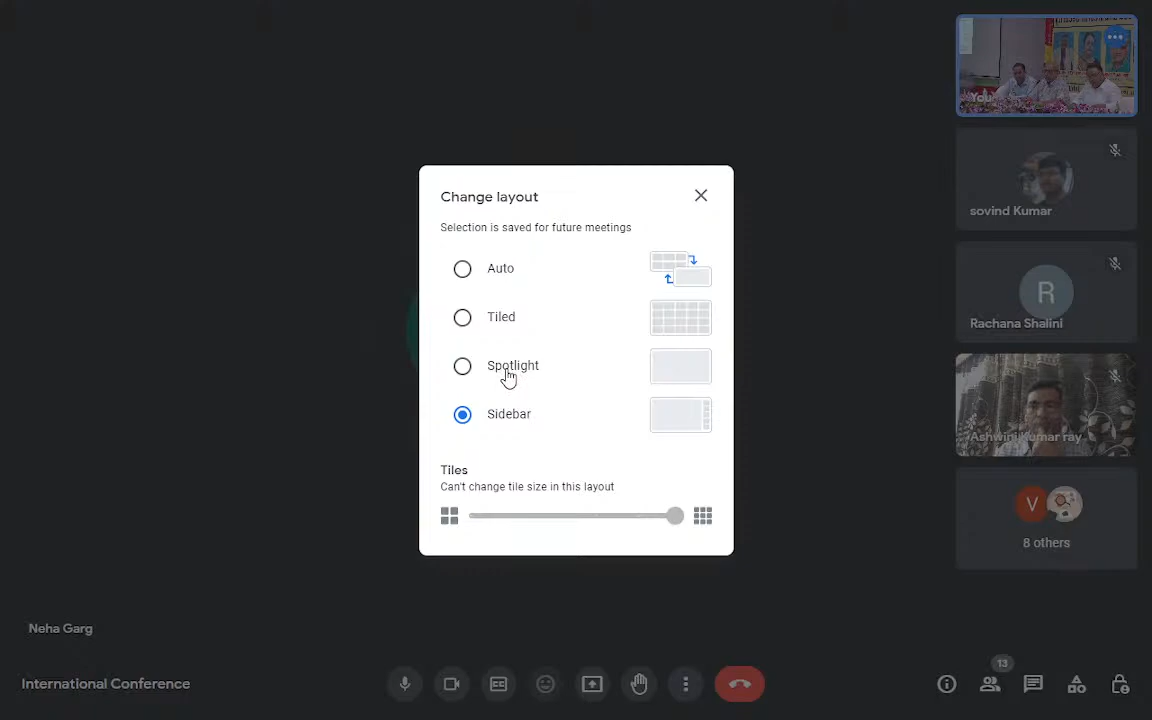 You
sovind Kumar
R
Rachana Shalini
Ashwini Kumar ray
V
8 others
Change layout
Selection is saved for future meetings
Auto
Tiled
Spotlight
Sidebar
Tiles
Can't change tile size in this layout
Neha Garg
International Conference
CC
13